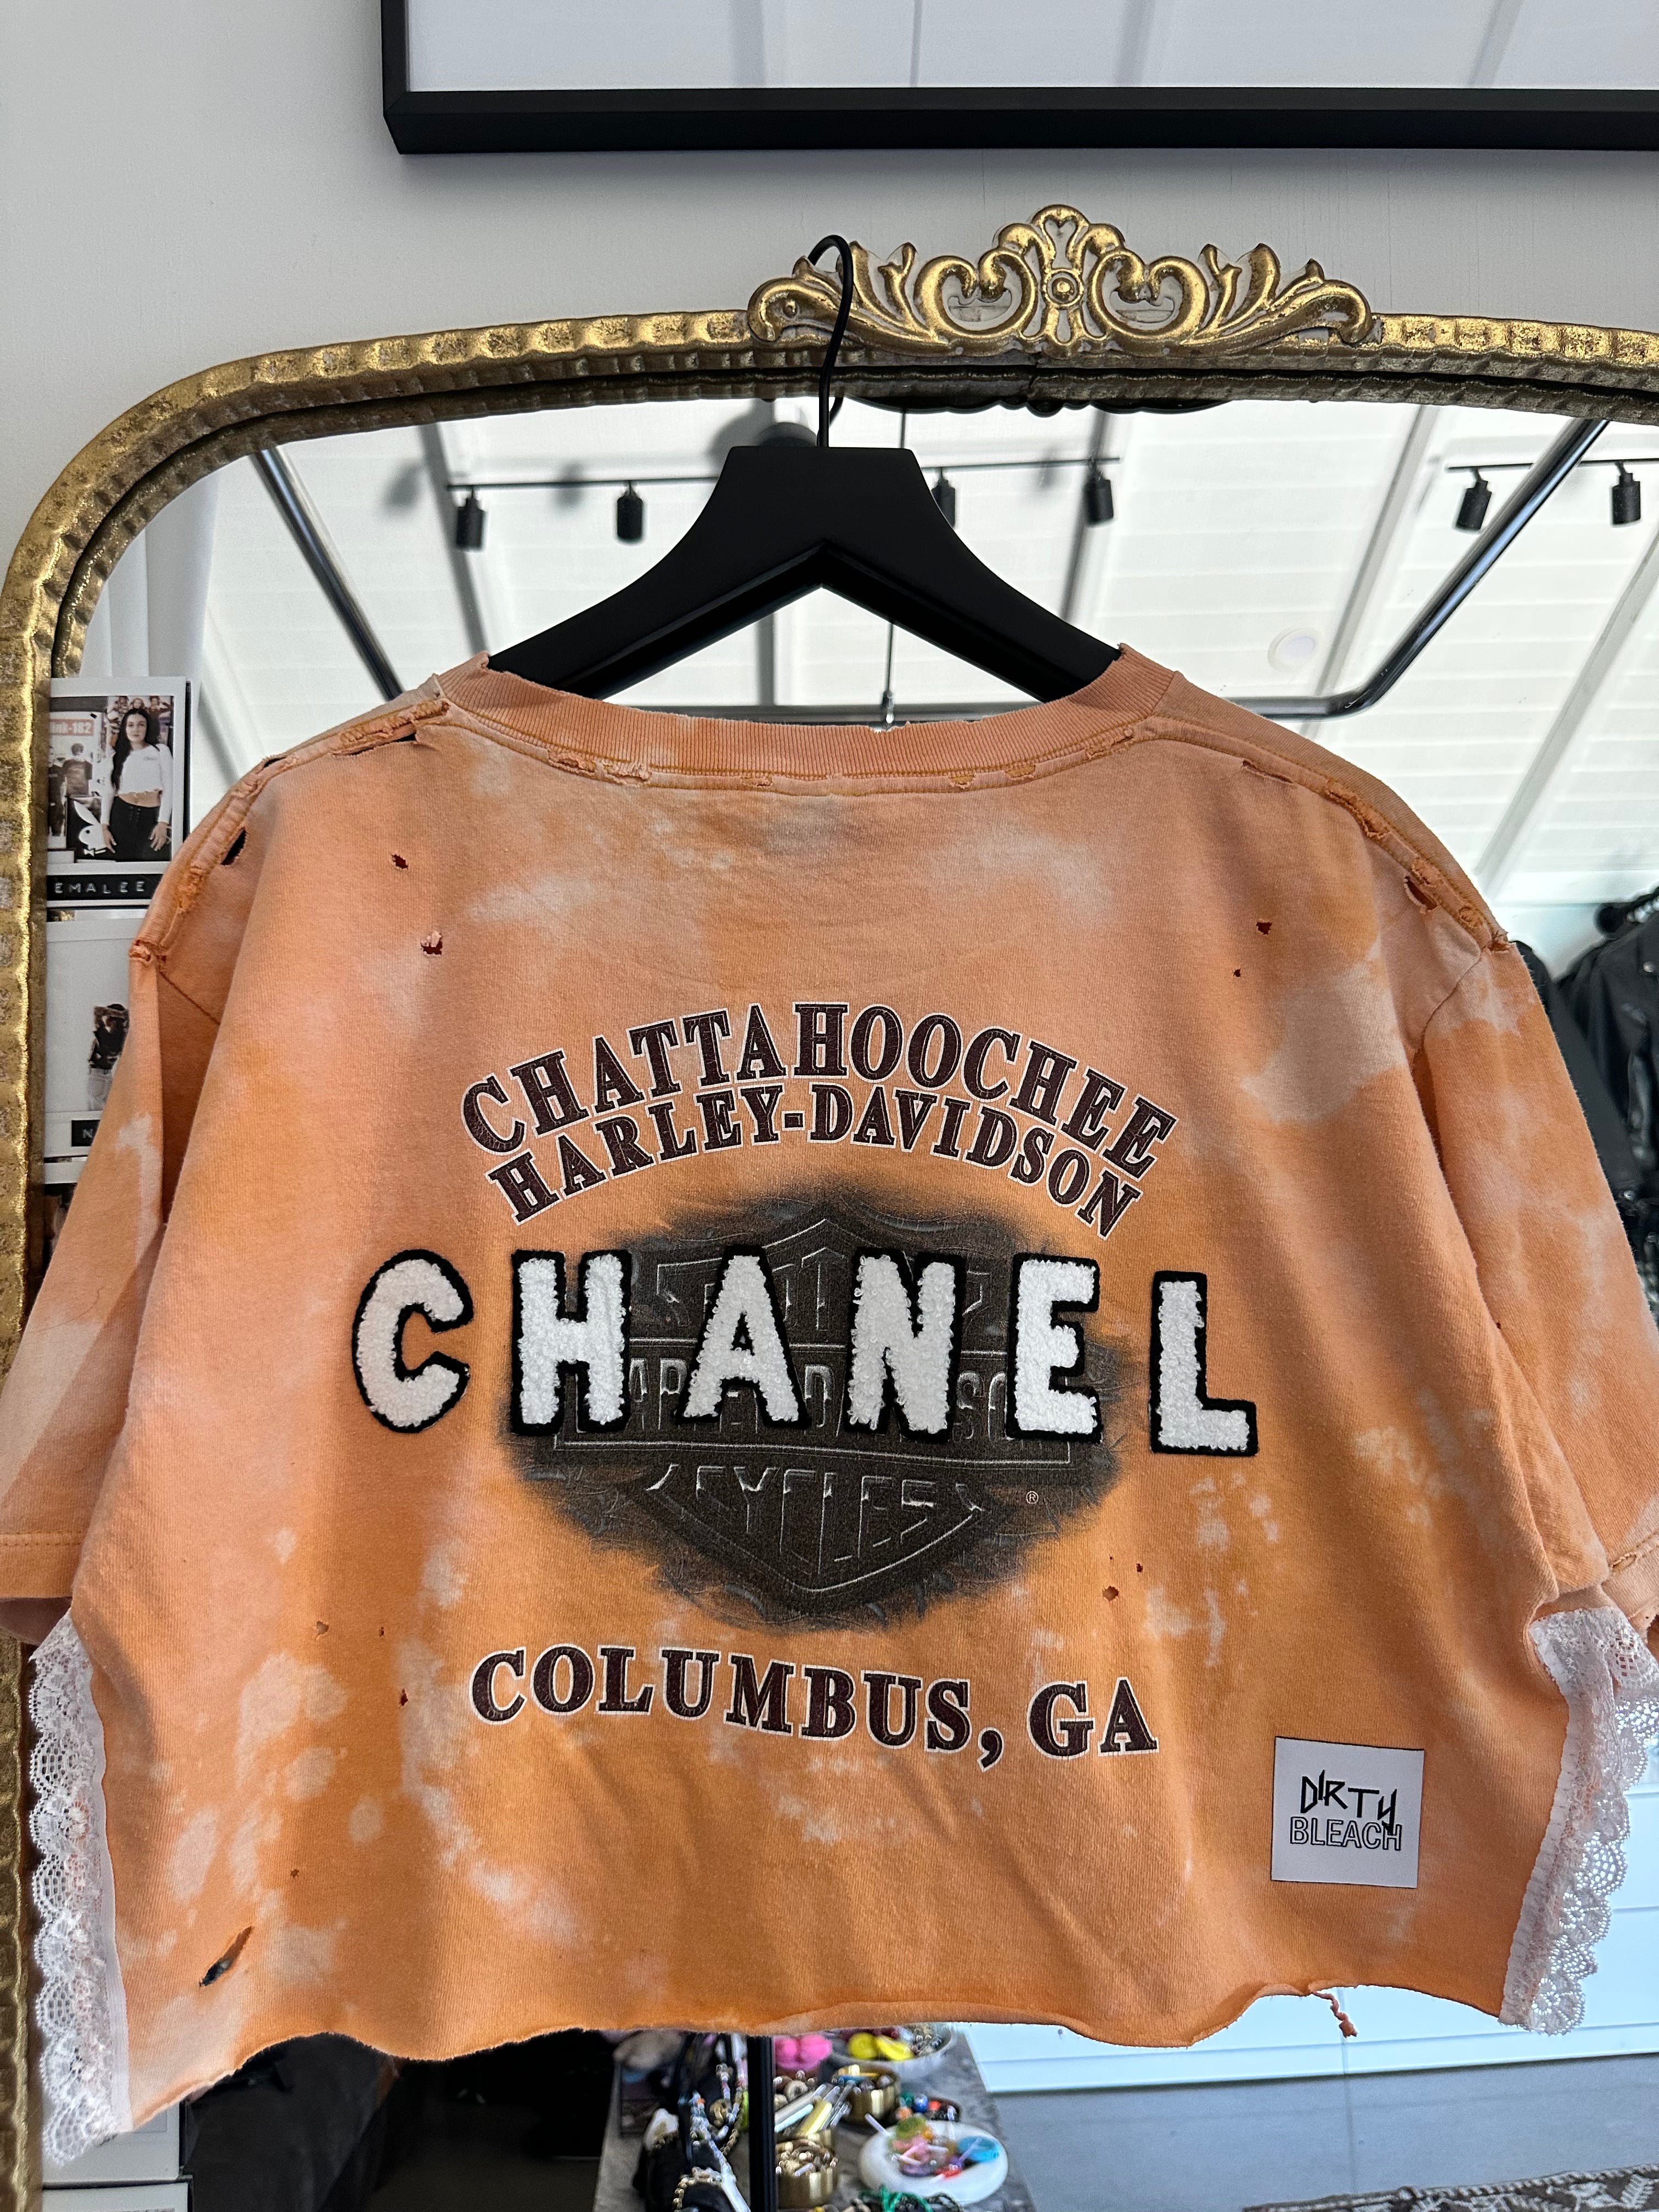 CHATTAHOOCHEE
HARLEY-DAVIDSON
CHANEL
CYCLES
®
COLUMBUS, GA
DIRTY
BLEACH
EMALEE